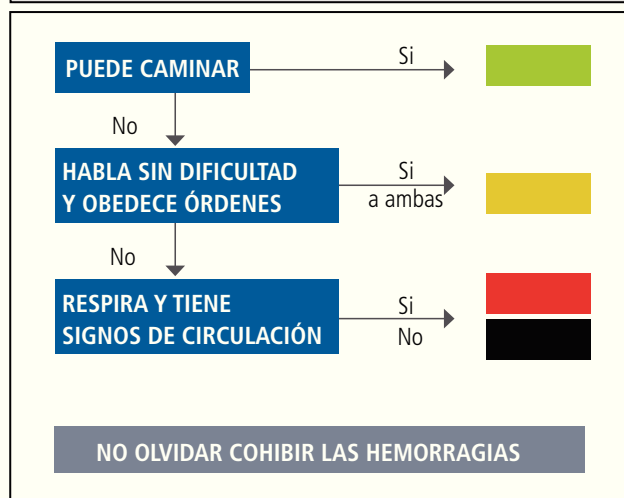 PUEDE CAMINAR
Si
No
HABLA SIN DIFICULTAD
Y OBEDECE ÓRDENES
Si
a ambas
No
RESPIRA Y TIENE
SIGNOS DE CIRCULACIÓN
Si
No
NO OLVIDAR COHIBIR LAS HEMORRAGIAS